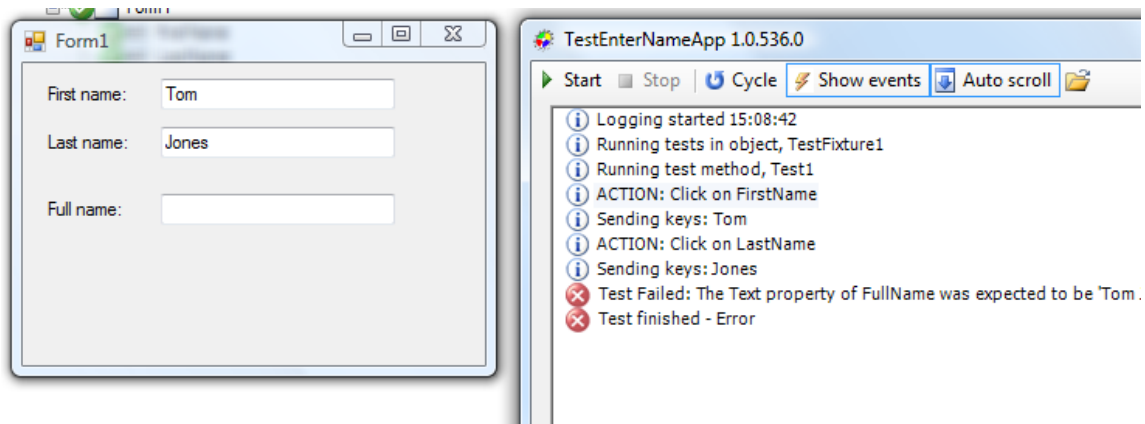 Form1
First name: Tom
Last name: Jones
Full name:
TestEnterNameApp 1.0.536.0
Start Stop Cycle Show events Auto scroll
Logging started 15:08:42
Running tests in object, TestFixture1
Running test method, Test1
ACTION: Click on FirstName
Sending keys: Tom
ACTION: Click on LastName
Sending keys: Jones
Test Failed: The Text property of FullName was expected to be 'Tom
Test finished - Error